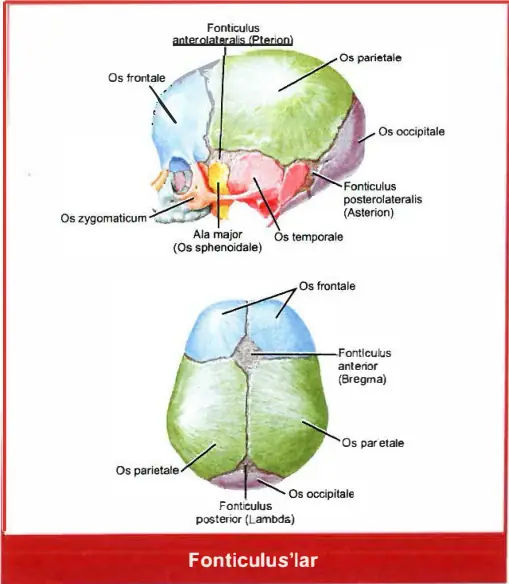 Fonticulus
anterolateralis (Pterion)
Os parietale
Os frontale
Os occipitale
Fonticulus
posterolateralis
(Asterion)
Os zygomaticum
Ala major
(Os sphenoidale)
Os temporale
Os frontale
Fonticulus
anterior
(Bregma)
Os parietale
Os parietale
Os occipitale
Fonticulus
posterior (Lambda)
Fonticulus'lar